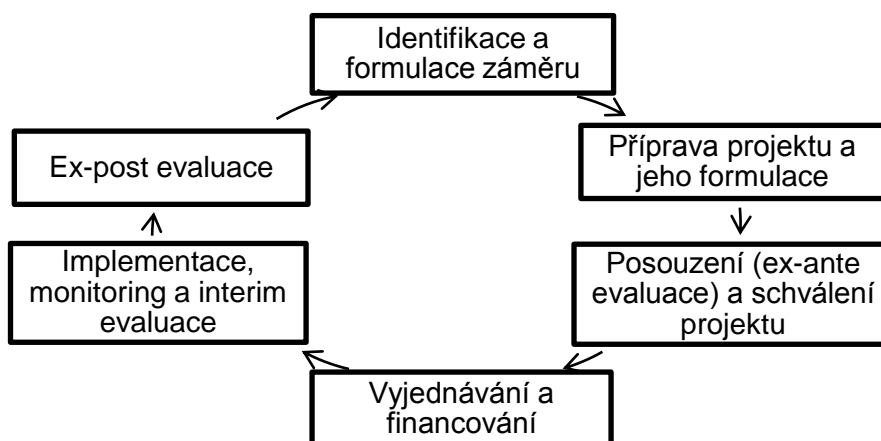 Identifikace a
formulace záměru
Příprava projektu a
jeho formulace
Posouzení (ex-ante
evaluace) a schválení
projektu
Vyjednávání a
financování
Implementace,
monitoring a interim
evaluace
Ex-post evaluace